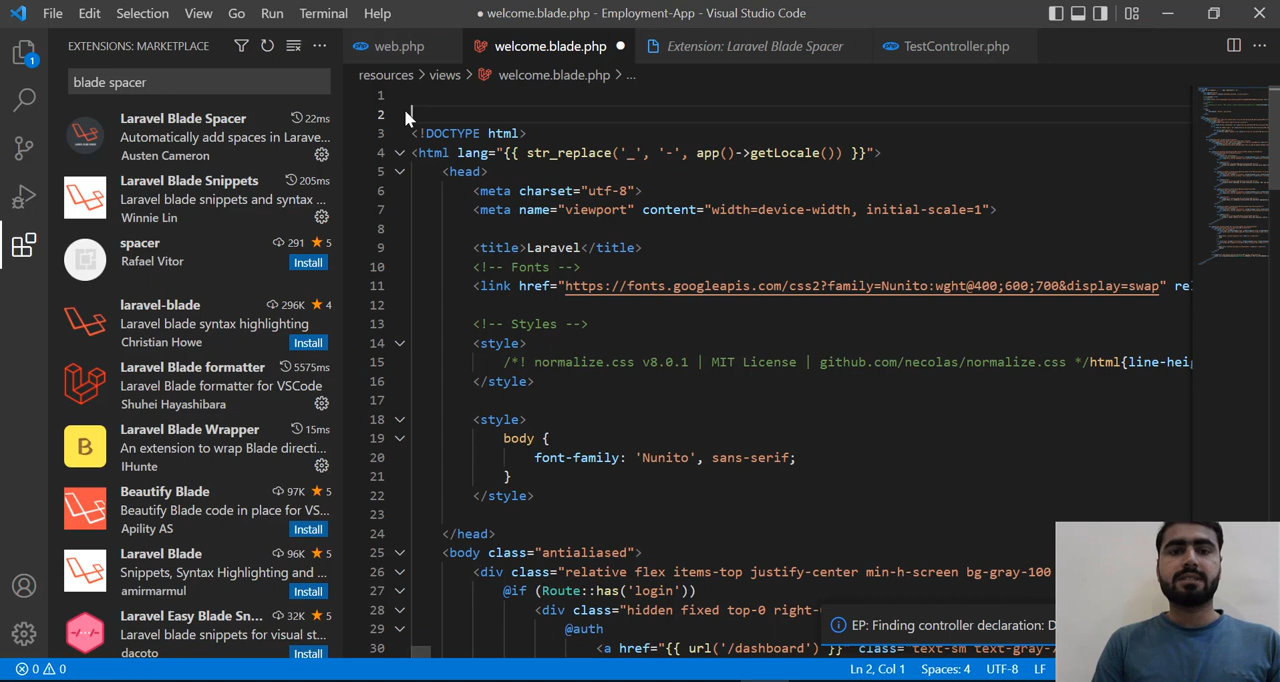 File Edit Selection View Go Run Terminal Help
● welcome.blade.php - Employment-App - Visual Studio Code
EXTENSIONS: MARKETPLACE
blade spacer
Laravel Blade Spacer 22ms
Automatically add spaces in Larave...
Austen Cameron
Laravel Blade Snippets 205ms
Laravel blade snippets and syntax ...
Winnie Lin
spacer 291 ★ 5
Rafael Vitor Install
laravel-blade 296K ★ 4
Laravel blade syntax highlighting
Christian Howe Install
Laravel Blade formatter 5575ms
Laravel Blade formatter for VSCode
Shuhei Hayashibara
Laravel Blade Wrapper 15ms
An extension to wrap Blade directi...
IHunte
B
Beautify Blade 97K ★ 5
Beautify Blade code in place for VS...
Apility AS Install
Laravel Blade 96K ★ 5
Snippets, Syntax Highlighting and ...
amirmarmul Install
Laravel Easy Blade Sn... 32K ★ 5
Laravel blade snippets for visual st...
dacoto Install
1
web.php welcome.blade.php ● Extension: Laravel Blade Spacer TestController.php
resources > views > welcome.blade.php > ...
1
2
3 <!DOCTYPE html>
4 <html lang="{{ str_replace('_', '-', app()->getLocale()) }}">
5 <head>
6 <meta charset="utf-8">
7 <meta name="viewport" content="width=device-width, initial-scale=1">
8
9 <title>Laravel</title>
10 <!-- Fonts -->
11 <link href="https://fonts.googleapis.com/css2?family=Nunito:wght@400;600;700&display=swap" rel
12
13 <!-- Styles -->
14 <style>
15 /*! normalize.css v8.0.1 | MIT License | github.com/necolas/normalize.css */html{line-hei
16 </style>
17
18 <style>
19 body {
20 font-family: 'Nunito', sans-serif;
21 }
22 </style>
23
24 </head>
25 <body class="antialiased">
26 <div class="relative flex items-top justify-center min-h-screen bg-gray-100
27 @if (Route::has('login'))
28 <div class="hidden fixed top-0 right-
29 @auth
30 <a href="{{ url('/dashboard') }}" class="text-sm text-gray-7
EP: Finding controller declaration: D
0 0
Ln 2, Col 1 Spaces: 4 UTF-8 LF